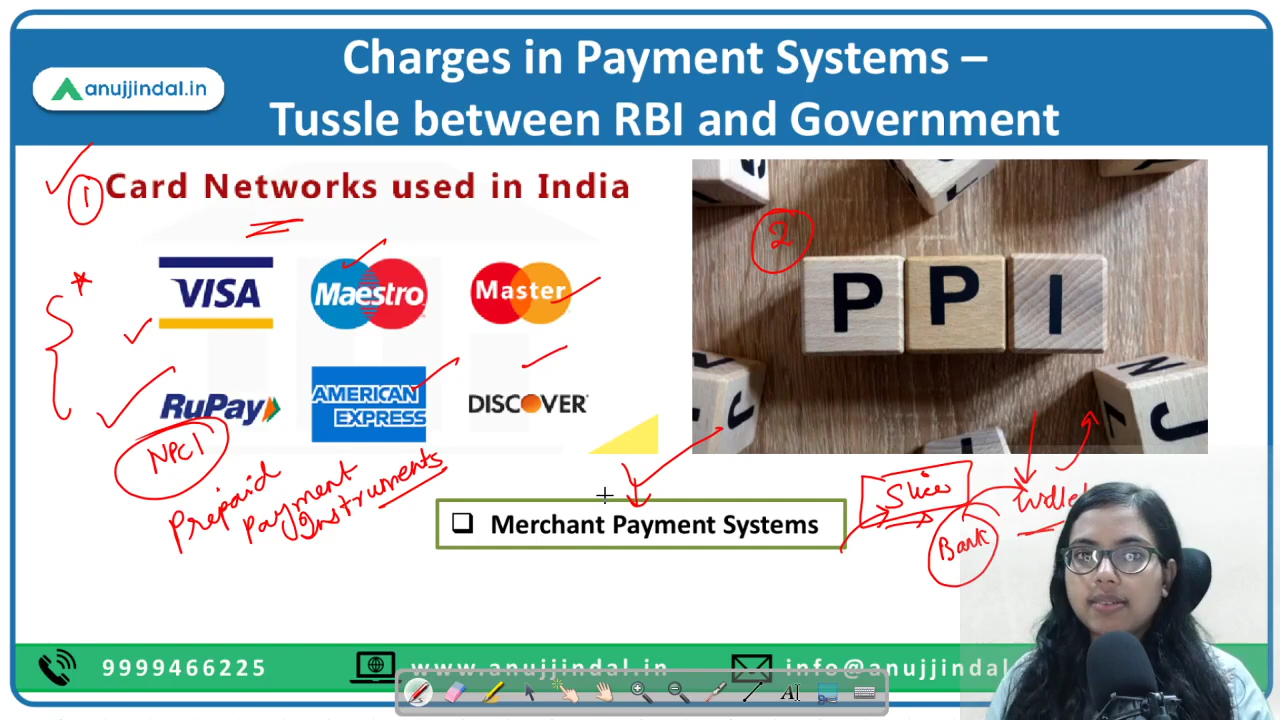 Charges in Payment Systems –
Tussle between RBI and Government
anujjindal.in
1 Card Networks used in India
VISA
Maestro
Master
RuPay
AMERICAN
EXPRESS
DISCOVER
NPCI
Prepaid
Payment
Instruments
2
PPI
N
J
Merchant Payment Systems
Slice
Bank
9999466225
www.anujjindal.in
info@anujjindal
A